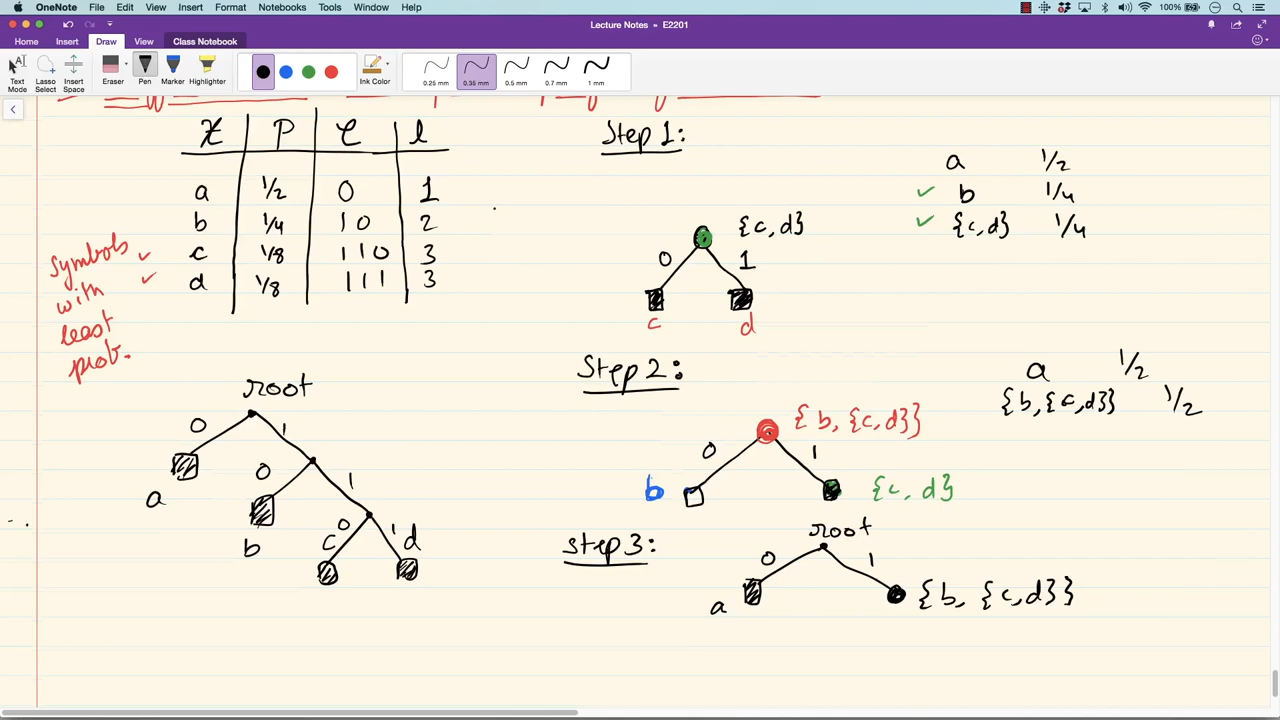 OneNote File Edit View Insert Format Notebooks Tools Window Help 100%
Lecture Notes » E2201
Home Insert Draw View Class Notebook
Text Mode Lasso Select Insert Space Eraser Pen Marker Highlighter Ink Color 0.25 mm 0.35 mm 0.5 mm 0.7 mm 1 mm
X P C l
a 1/2 0 1
b 1/4 10 2
c 1/8 110 3
d 1/8 111 3
symbols
with
least
prob.
root
0 1
a
0 1
b
0 1
c d
Step 1:
a 1/2
b 1/4
{c,d} 1/4
{c,d}
0 1
c d
Step 2:
a 1/2
{b,{c,d}} 1/2
{b,{c,d}}
0 1
b {c,d}
Step 3:
root
0 1
a {b, {c,d}}